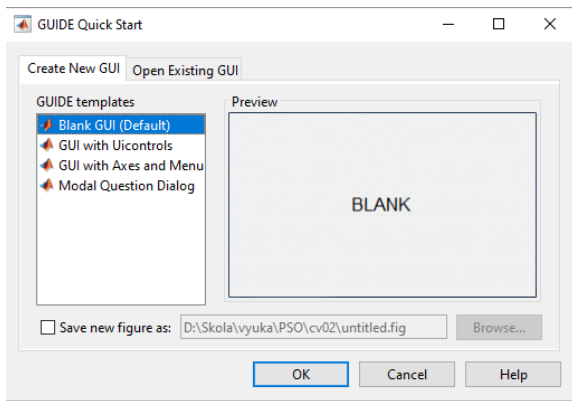 GUIDE Quick Start
Create New GUI Open Existing GUI
GUIDE templates
Preview
Blank GUI (Default)
GUI with Uicontrols
GUI with Axes and Menu
Modal Question Dialog
BLANK
Save new figure as: D:\Skola\vyuka\PSO\cv02\untitled.fig Browse...
OK Cancel Help